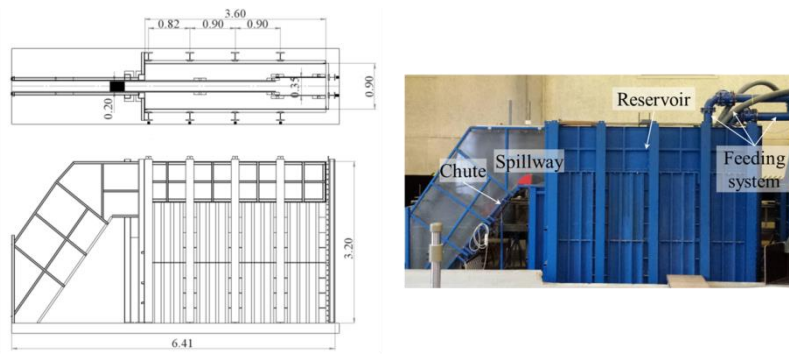 3.60
0.82
0.90
0.90
0.20
0.35
0.90
3.20
6.41
Reservoir
Spillway
Chute
Feeding
system